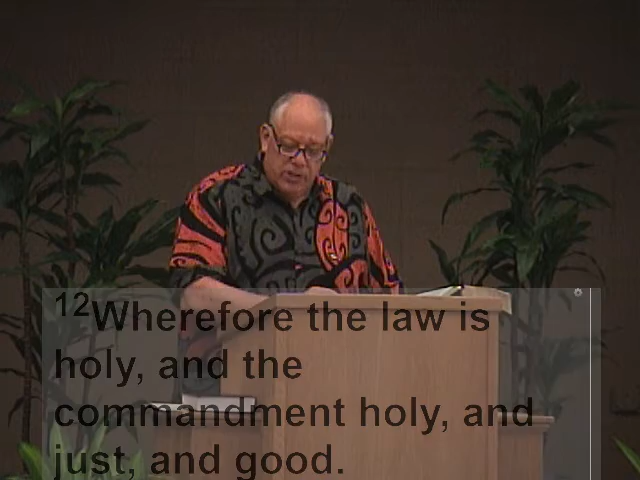 12Wherefore the law is
holy, and the
commandment holy, and
just, and good.